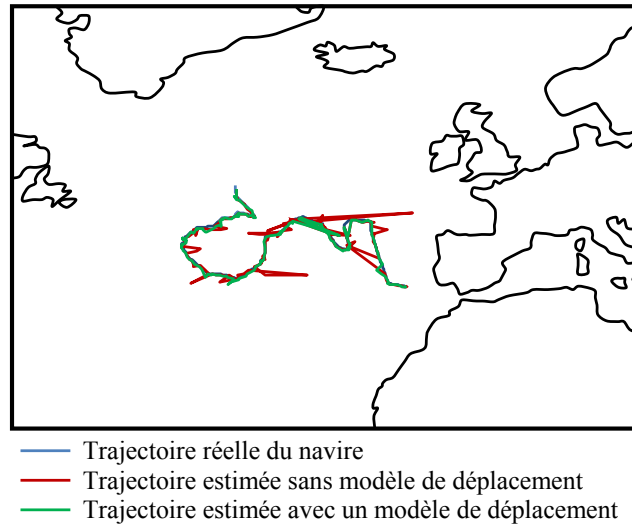 Trajectoire réelle du navire
Trajectoire estimée sans modèle de déplacement
Trajectoire estimée avec un modèle de déplacement